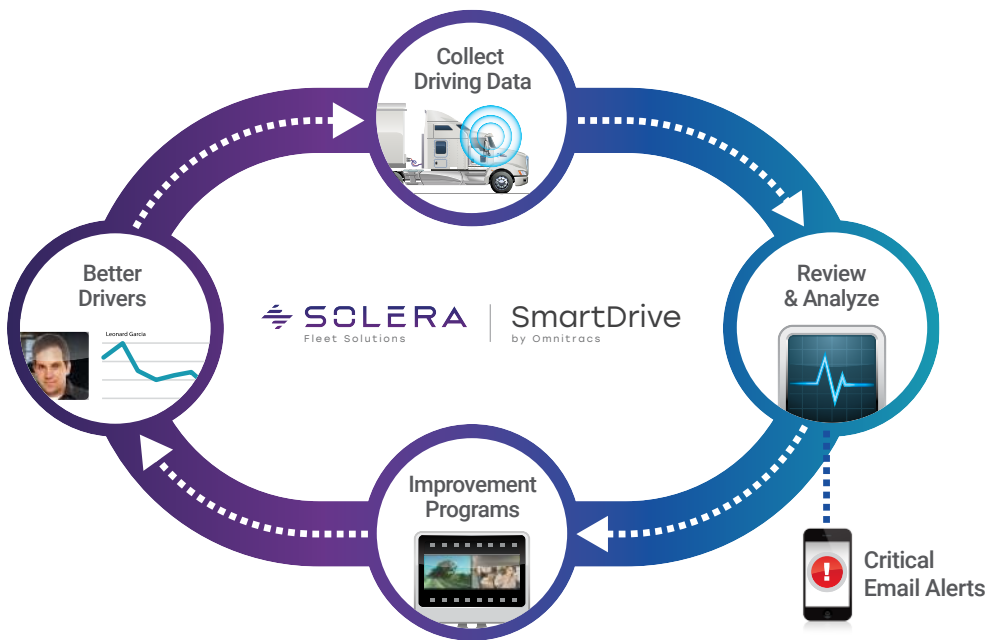 Collect
Driving Data
Review
& Analyze
Better
Drivers
Leonard Garcia
SOLERA
Fleet Solutions
SmartDrive
by Omnitracs
Improvement
Programs
!
Critical
Email Alerts